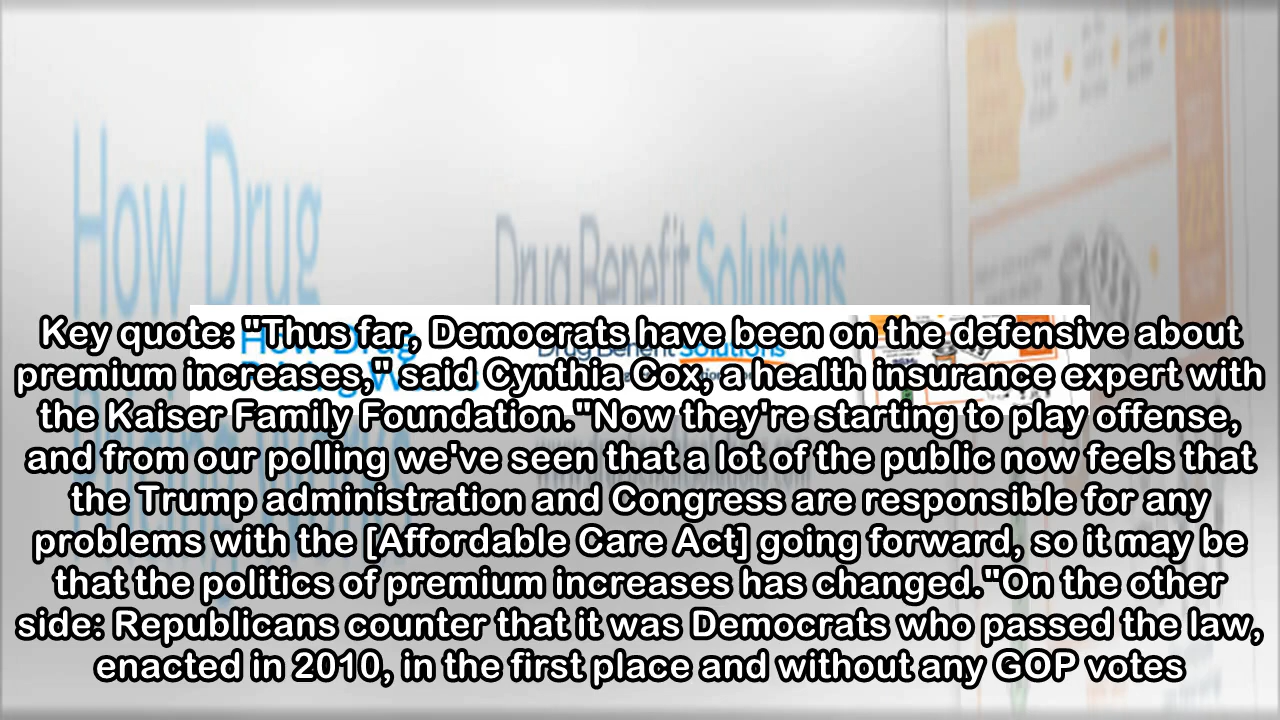 How Drug
Drug Benefit Solutions
Key quote: "Thus far, Democrats have been on the defensive about
premium increases," said Cynthia Cox, a health insurance expert with
the Kaiser Family Foundation."Now they're starting to play offense,
and from our polling we've seen that a lot of the public now feels that
the Trump administration and Congress are responsible for any
problems with the [Affordable Care Act] going forward, so it may be
that the politics of premium increases has changed."On the other
side: Republicans counter that it was Democrats who passed the law,
enacted in 2010, in the first place and without any GOP votes